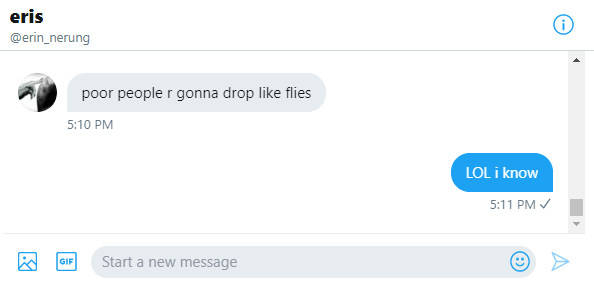 eris
@erin_nerung
poor people r gonna drop like flies
5:10 PM
LOL i know
5:11 PM
GIF
Start a new message